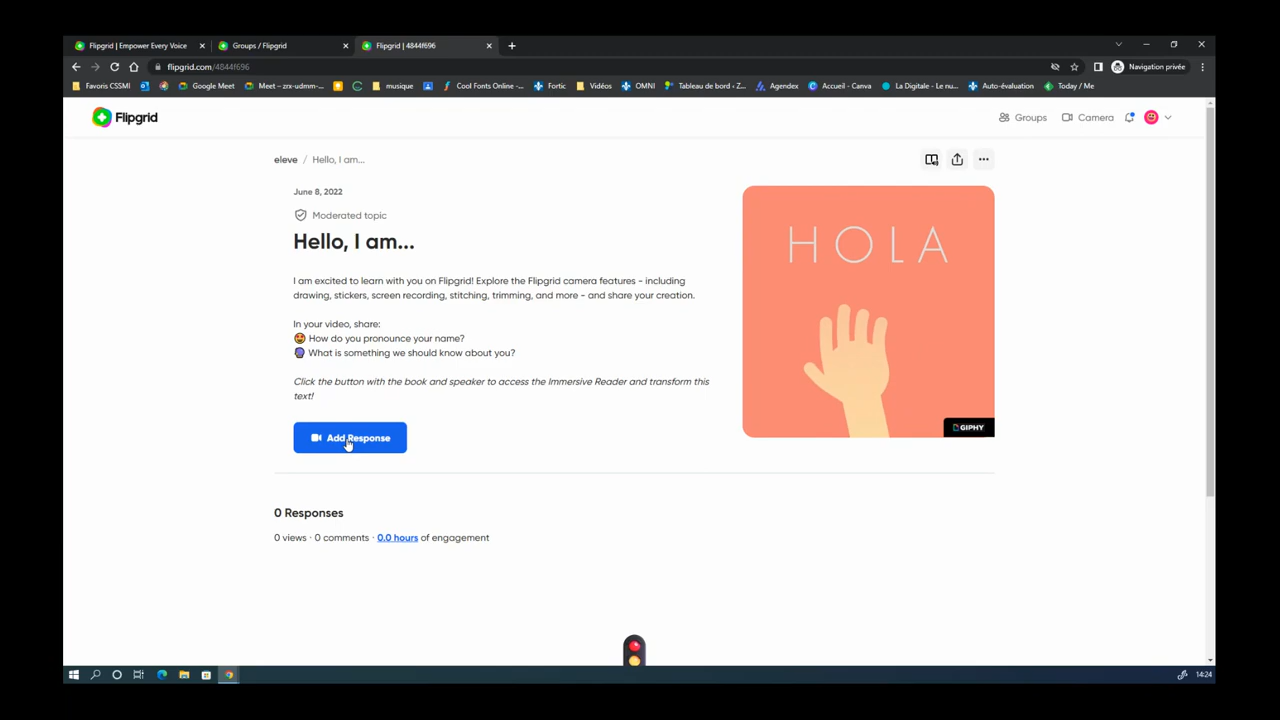 Flipgrid | Empower Every Voice
Groups / Flipgrid
Flipgrid | 4844f696
flipgrid.com/4844f696
Navigation privée
Favoris CSSMI
Google Meet
Meet – zrx-udmm-...
musique
Cool Fonts Online -...
Fortic
Vidéos
OMNI
Tableau de bord ‹ Z...
Agendex
Accueil - Canva
La Digitale - Le nu...
Auto-évaluation
Today / Me
Flipgrid
Groups
Camera
eleve / Hello, I am...
June 8, 2022
Moderated topic
Hello, I am...
I am excited to learn with you on Flipgrid! Explore the Flipgrid camera features - including
drawing, stickers, screen recording, stitching, trimming, and more - and share your creation.
In your video, share:
How do you pronounce your name?
What is something we should know about you?
Click the button with the book and speaker to access the Immersive Reader and transform this
text!
Add Response
HOLA
GIPHY
0 Responses
0 views · 0 comments · 0.0 hours of engagement
14:24